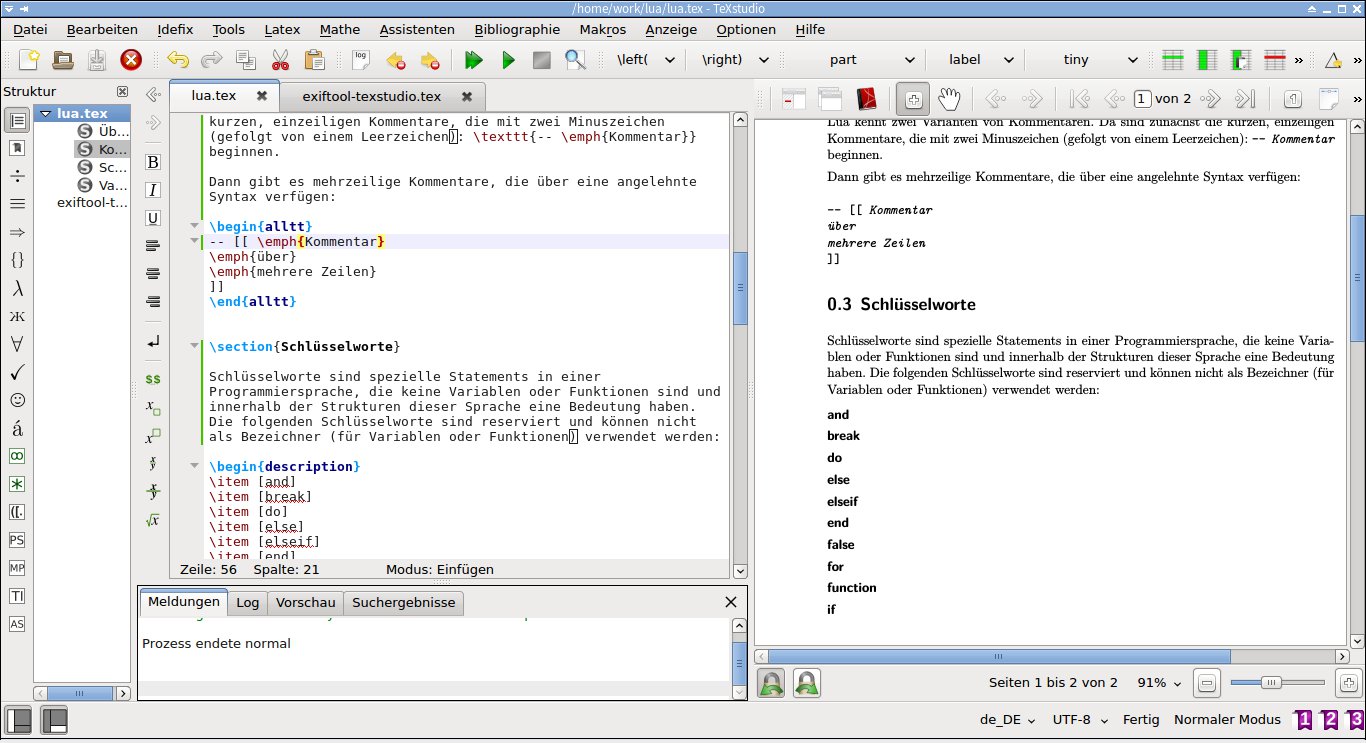 /home/work/lua/lua.tex - TeXstudio
Datei Bearbeiten Idefix Tools Latex Mathe Assistenten Bibliographie Makros Anzeige Optionen Hilfe
log \left( \right) part label tiny »
Struktur
lua.tex
Üb...
Ko...
Sc...
Va...
exiftool-t...
lua.tex exiftool-texstudio.tex
1 von 2 »
B
I
U
$$
{}
λ
ж
∀
á
([.
PS
MP
TI
AS
kurzen, einzeiligen Kommentare, die mit zwei Minuszeichen
(gefolgt von einem Leerzeichen): \texttt{-- \emph{Kommentar}}
beginnen.
Dann gibt es mehrzeilige Kommentare, die über eine angelehnte
Syntax verfügen:
\begin{alltt}
-- [[ \emph{Kommentar}
\emph{über}
\emph{mehrere Zeilen}
]]
\end{alltt}
\section{Schlüsselworte}
Schlüsselworte sind spezielle Statements in einer
Programmiersprache, die keine Variablen oder Funktionen sind und
innerhalb der Strukturen dieser Sprache eine Bedeutung haben.
Die folgenden Schlüsselworte sind reserviert und können nicht
als Bezeichner (für Variablen oder Funktionen) verwendet werden:
\begin{description}
\item [and]
\item [break]
\item [do]
\item [else]
\item [elseif]
\item [end]
Zeile: 56 Spalte: 21 Modus: Einfügen
Meldungen Log Vorschau Suchergebnisse
Prozess endete normal
Lua kennt zwei Varianten von Kommentaren. Da sind zunächst die kurzen, einzeiligen
Kommentare, die mit zwei Minuszeichen (gefolgt von einem Leerzeichen): -- Kommentar
beginnen.
Dann gibt es mehrzeilige Kommentare, die über eine angelehnte Syntax verfügen:
-- [[ Kommentar
über
mehrere Zeilen
]]
0.3 Schlüsselworte
Schlüsselworte sind spezielle Statements in einer Programmiersprache, die keine Varia-
blen oder Funktionen sind und innerhalb der Strukturen dieser Sprache eine Bedeutung
haben. Die folgenden Schlüsselworte sind reserviert und können nicht als Bezeichner (für
Variablen oder Funktionen) verwendet werden:
and
break
do
else
elseif
end
false
for
function
if
Seiten 1 bis 2 von 2 91%
de_DE UTF-8 Fertig Normaler Modus 1 2 3